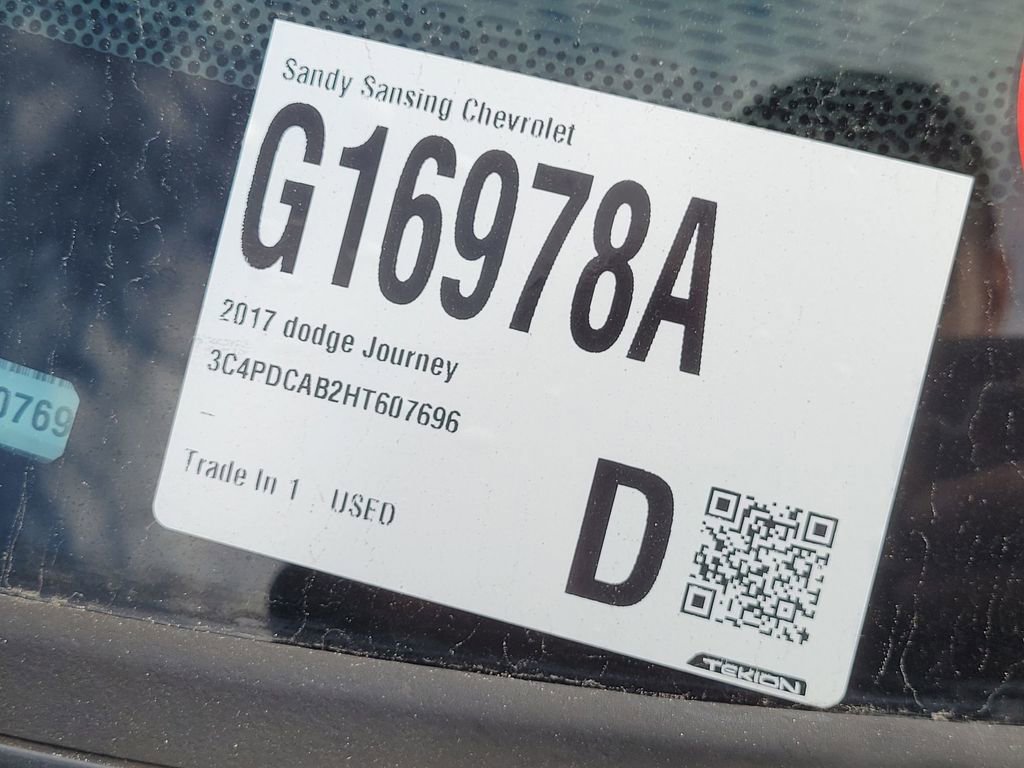 Sandy Sansing Chevrolet
G16978A
2017 dodge Journey
3C4PDCAB2HT607696
–
Trade In 1 USED
D
TEKION
0769